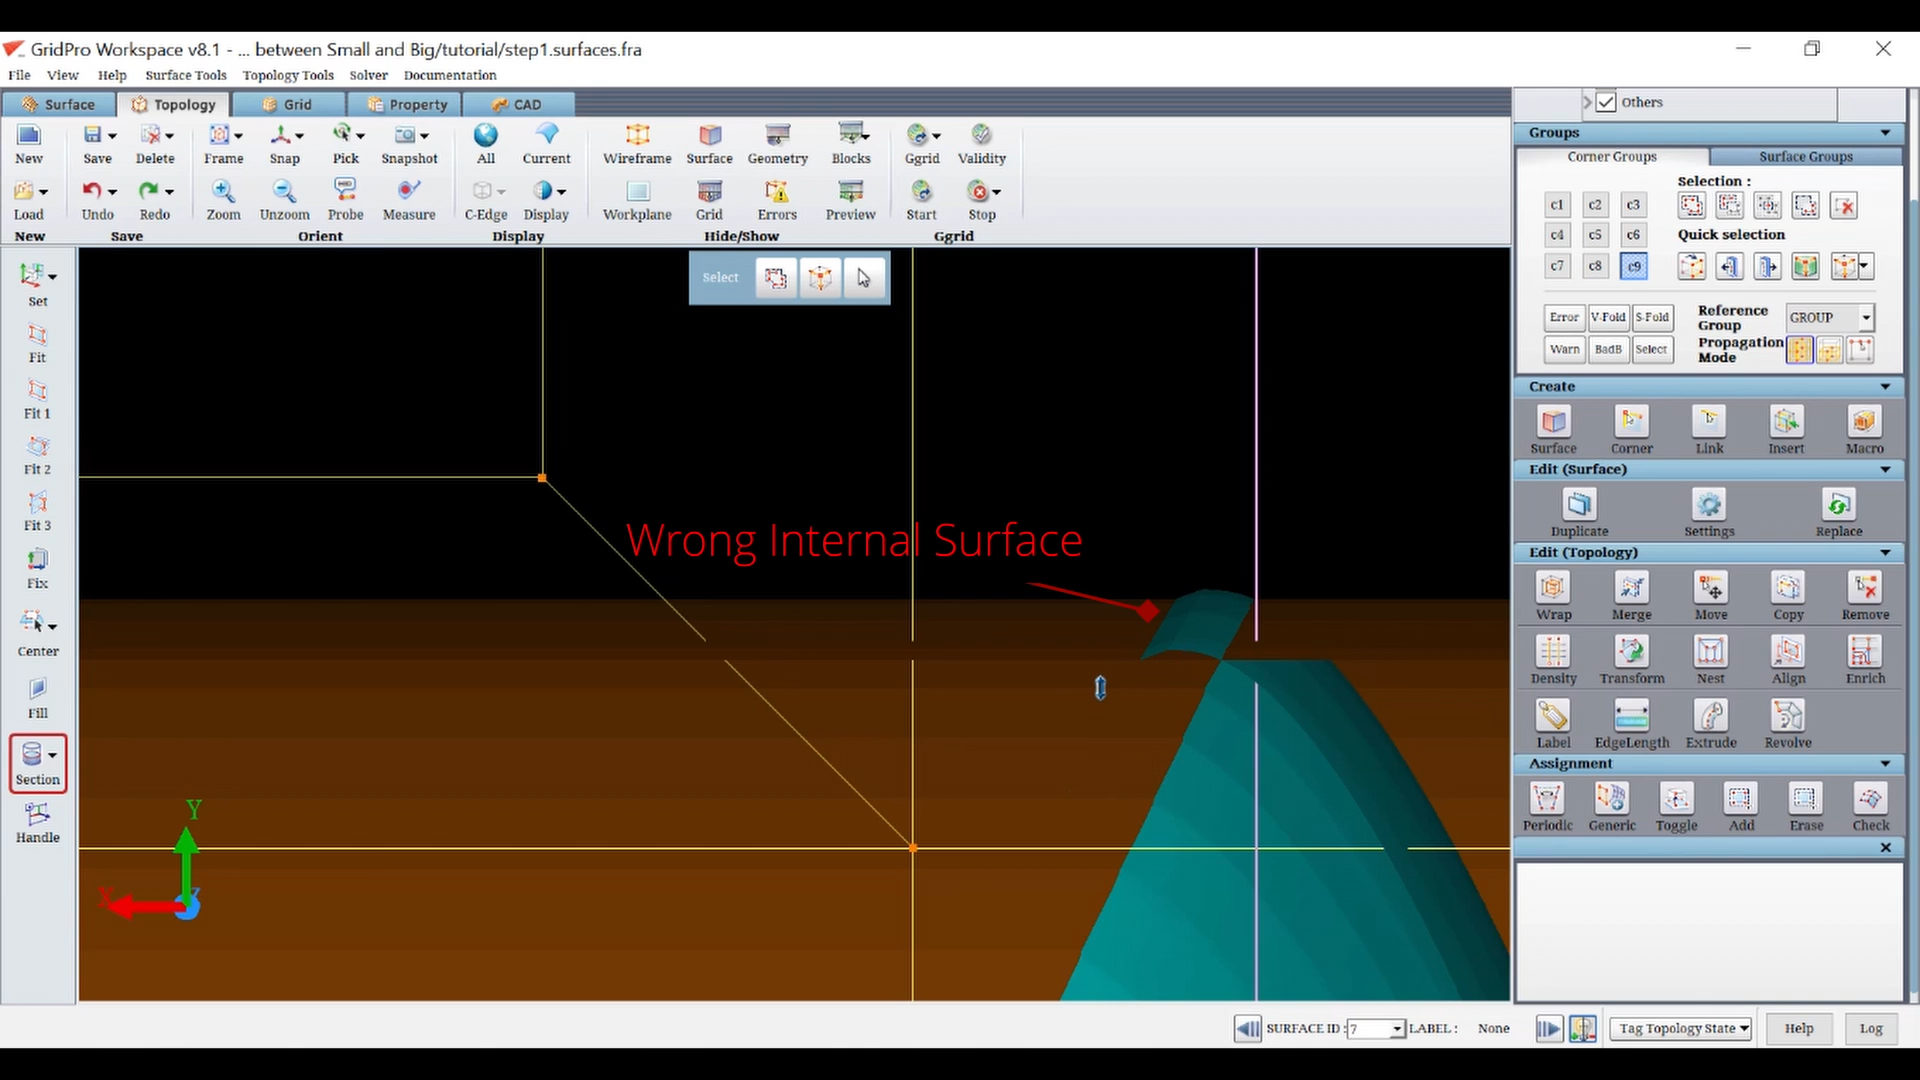 GridPro Workspace v8.1 - ... between Small and Big/tutorial/step1.surfaces.fra
File View Help Surface Tools Topology Tools Solver Documentation
Surface Topology Grid Property CAD
New Save Delete Frame Snap Pick Snapshot All Current Wireframe Surface Geometry Blocks Ggrid Validity
Load Undo Redo Zoom Unzoom Probe Measure C-Edge Display Workplane Grid Errors Preview Start Stop
New Save Orient Display Hide/Show Ggrid
Set
Fit
Fit 1
Fit 2
Fit 3
Fix
Center
Fill
Section
Handle
Select
Wrong Internal Surface
Y
X
Z
Others
Groups
Corner Groups Surface Groups
Selection :
c1 c2 c3
Quick selection
c4 c5 c6
c7 c8 c9
Error V-Fold S-Fold
Reference Group GROUP
Warn BadB Select
Propagation Mode
Create
Surface Corner Link Insert Macro
Edit (Surface)
Duplicate Settings Replace
Edit (Topology)
Wrap Merge Move Copy Remove
Density Transform Nest Align Enrich
Label EdgeLength Extrude Revolve
Assignment
Periodic Generic Toggle Add Erase Check
SURFACE ID : 7 LABEL : None Tag Topology State Help Log